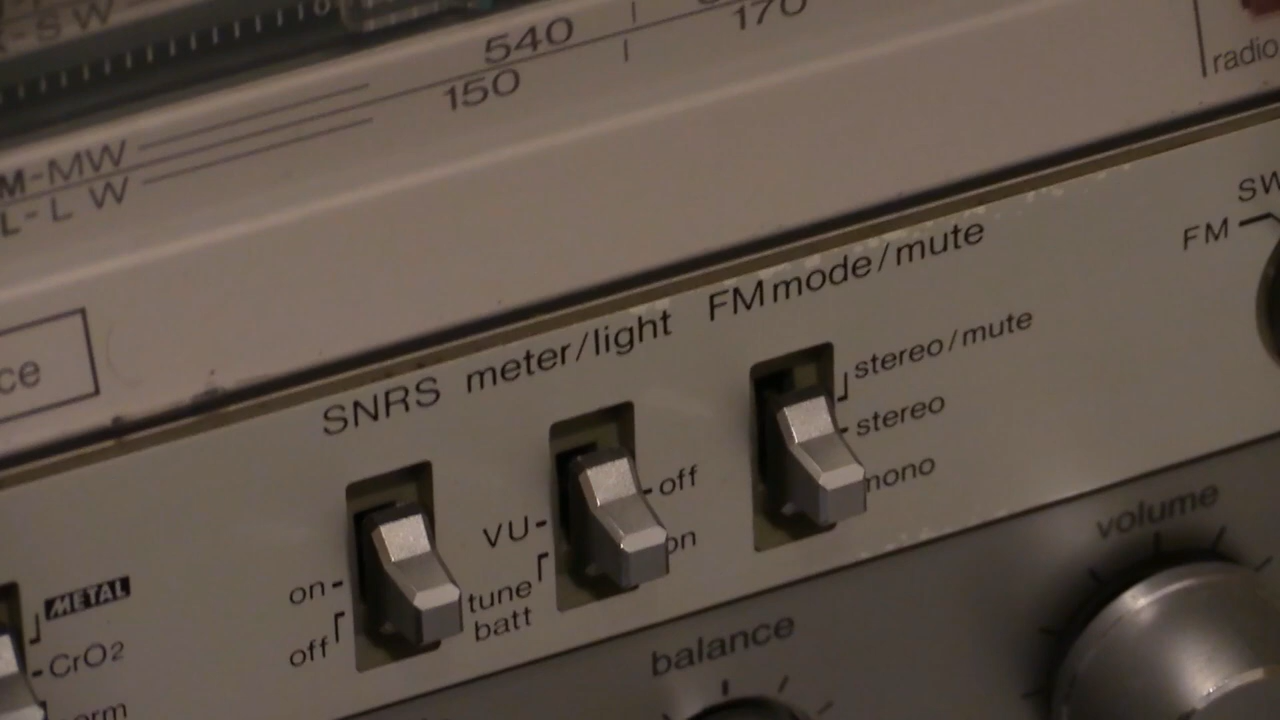 -SW
540
170
150
M-MW
L-LW
radio
SW
FM
FM mode/mute
SNRS meter/light
stereo/mute
stereo
mono
off
on
VU
tune
batt
on
off
METAL
CrO2
volume
balance